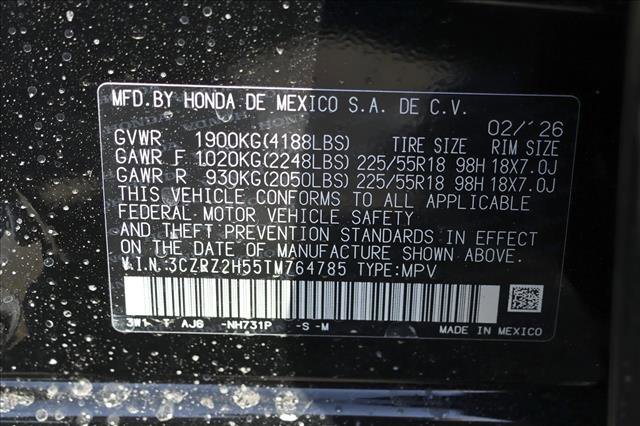 MFD. BY HONDA DE MEXICO S.A. DE C.V.
02/'26
GVWR 1900KG(4188LBS) TIRE SIZE RIM SIZE
GAWR F 1020KG(2248LBS) 225/55R18 98H 18X7.0J
GAWR R 930KG(2050LBS) 225/55R18 98H 18X7.0J
THIS VEHICLE CONFORMS TO ALL APPLICABLE
FEDERAL MOTOR VEHICLE SAFETY
AND THEFT PREVENTION STANDARDS IN EFFECT
ON THE DATE OF MANUFACTURE SHOWN ABOVE.
V.I.N. 3CZRZ2H55TM764785 TYPE:MPV
3W1 - T AJG -NH731P -S -M
MADE IN MEXICO